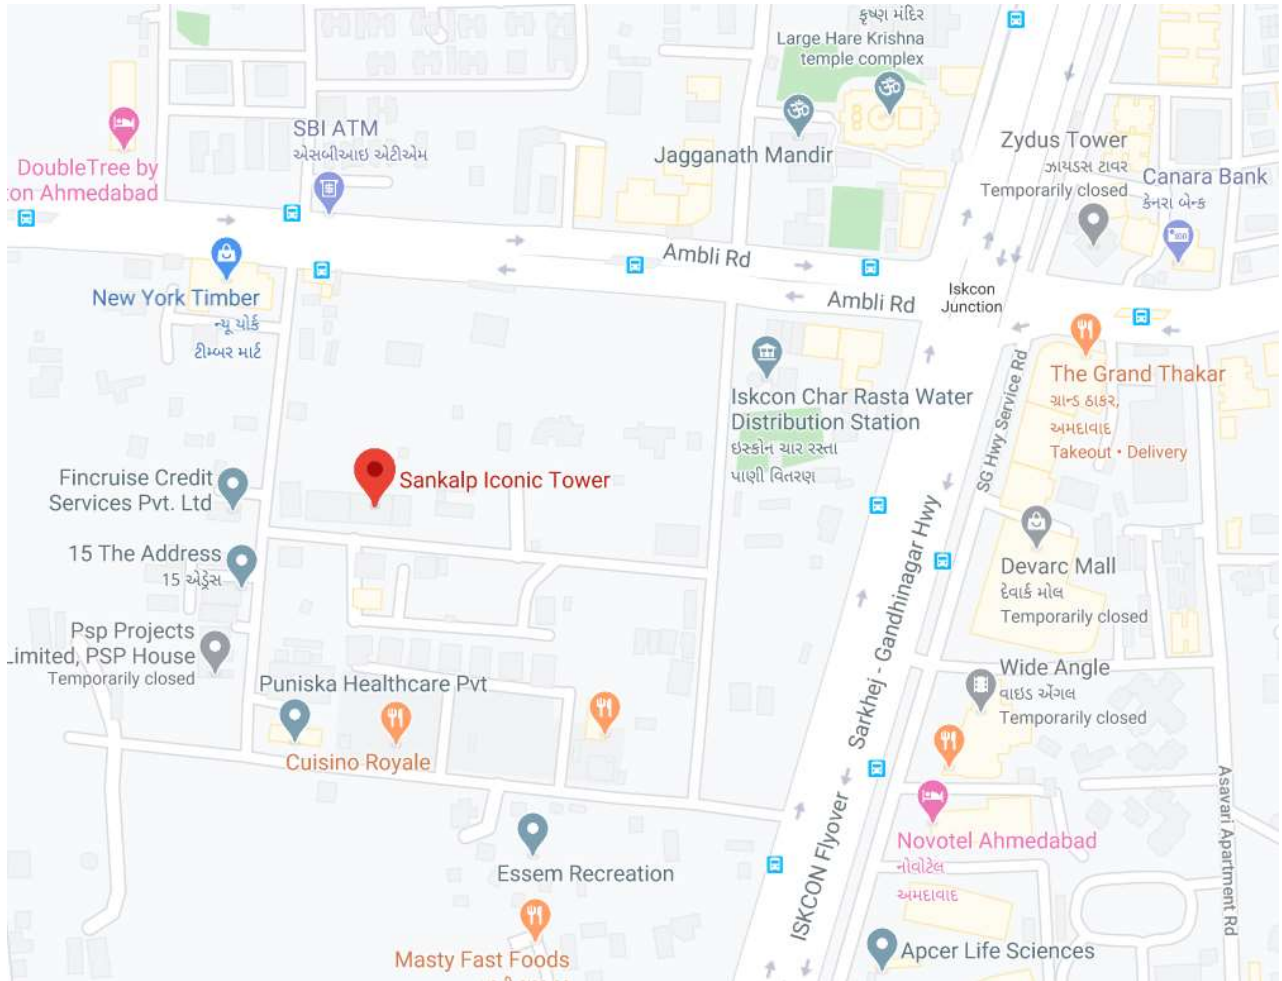 કૃષ્ણ મંદિર
Large Hare Krishna
temple complex
SBI ATM
એસબીઆઇ એટીએમ
Jagganath Mandir
Zydus Tower
ઝાયડસ ટાવર
Temporarily closed
Canara Bank
કેનરા બેન્ક
DoubleTree by
ton Ahmedabad
Ambli Rd
Ambli Rd
Iskcon
Junction
New York Timber
ન્યૂ યોર્ક
ટીમ્બર માર્ટ
Iskcon Char Rasta Water
Distribution Station
ઇસ્કોન ચાર રસ્તા
પાણી વિતરણ
SG Hwy Service Rd
The Grand Thakar
ગ્રાન્ડ ઠાકર,
અમદાવાદ
Takeout • Delivery
Fincruise Credit
Services Pvt. Ltd
Sankalp Iconic Tower
15 The Address
15 એડ્રેસ
Sarkhej - Gandhinagar Hwy
Devarc Mall
દેવાર્ક મોલ
Temporarily closed
Psp Projects
Limited, PSP House
Temporarily closed
Puniska Healthcare Pvt
Cuisino Royale
Wide Angle
વાઇડ એંગલ
Temporarily closed
ISKCON Flyover
Asavari Apartment Rd
Novotel Ahmedabad
નોવોટેલ
અમદાવાદ
Essem Recreation
Masty Fast Foods
Apcer Life Sciences